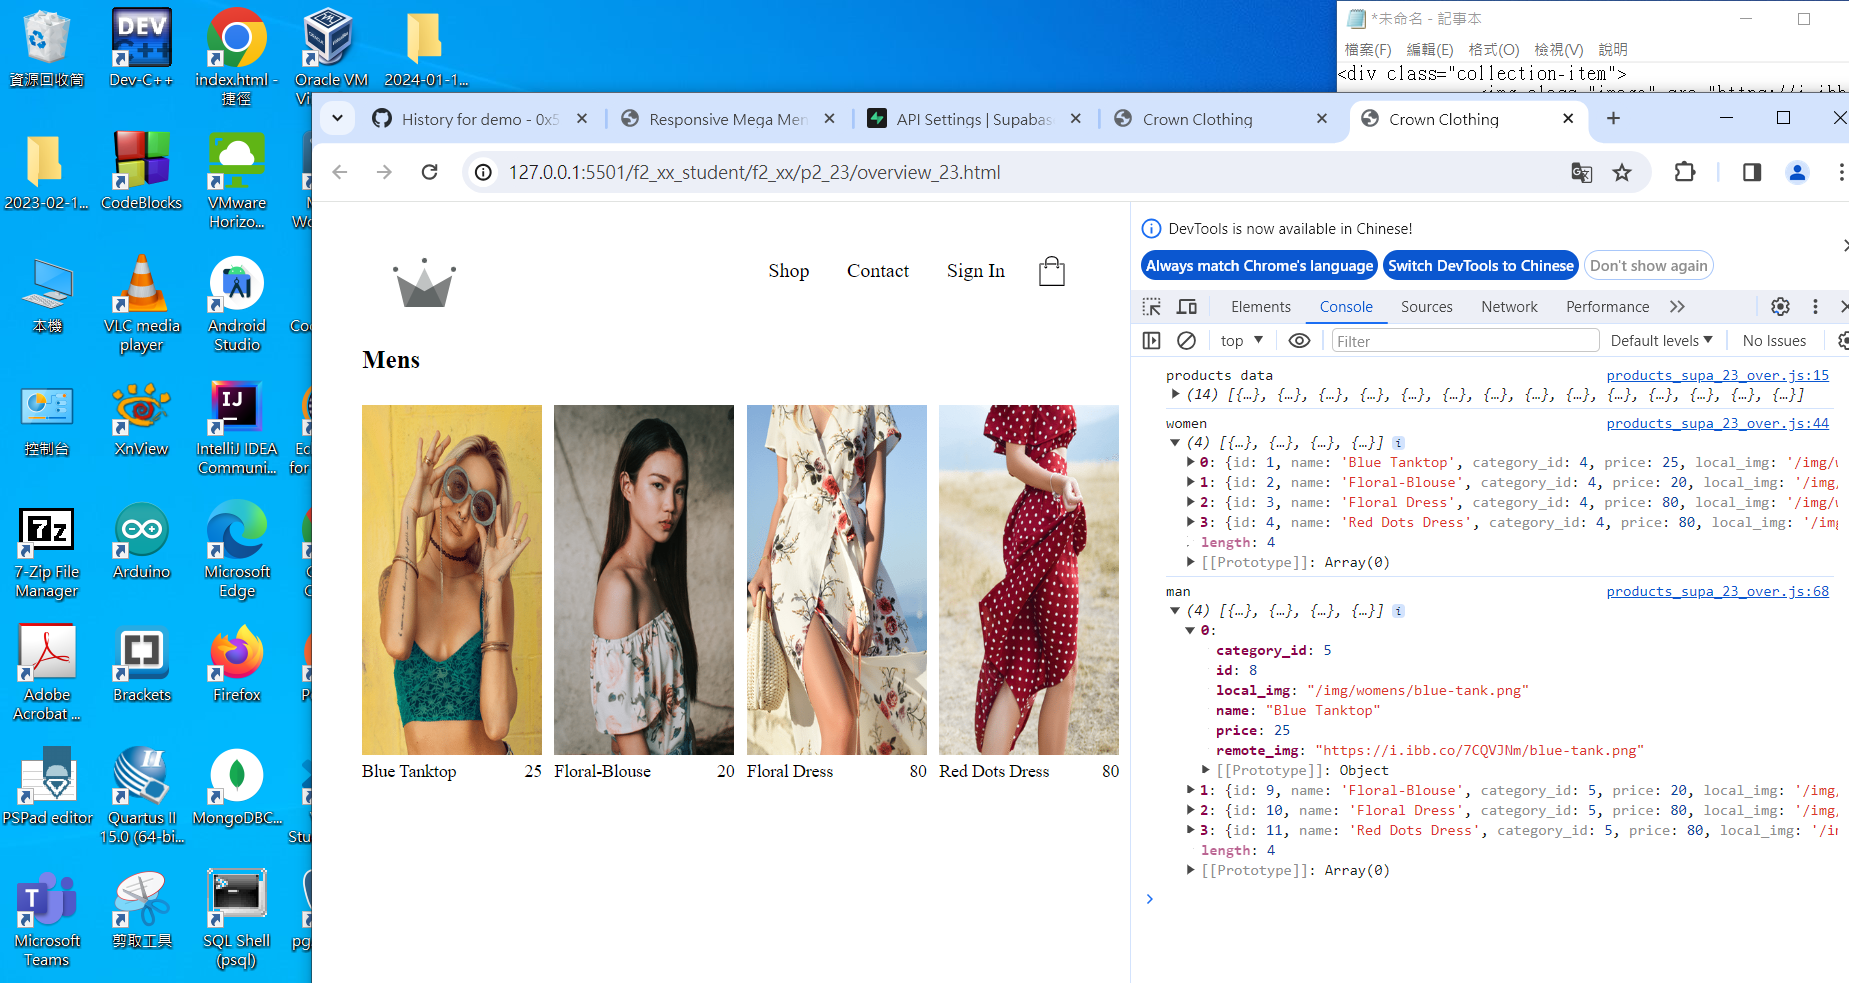 資源回收筒
Dev-C++
index.html - 捷徑
Oracle VM
2024-01-1...
2023-02-1...
CodeBlocks
VMware Horizo...
本機
VLC media player
Android Studio
控制台
XnView
IntelliJ IDEA Communi...
for
7-Zip File Manager
Arduino
Microsoft Edge
Adobe Acrobat ...
Brackets
Firefox
PSPad editor
Quartus II 15.0 (64-bi...
MongoDBC...
Microsoft Teams
剪取工具
SQL Shell (psql)
*未命名 - 記事本
檔案(F) 編輯(E) 格式(O) 檢視(V) 說明
<div class="collection-item">
History for demo - 0x5
Responsive Mega Men
API Settings | Supabas
Crown Clothing
Crown Clothing
127.0.0.1:5501/f2_xx_student/f2_xx/p2_23/overview_23.html
Shop Contact Sign In
Mens
Blue Tanktop 25
Floral-Blouse 20
Floral Dress 80
Red Dots Dress 80
DevTools is now available in Chinese!
Always match Chrome's language Switch DevTools to Chinese Don't show again
Elements Console Sources Network Performance
top Filter Default levels No Issues
products data products_supa_23_over.js:15
(14) [{…}, {…}, {…}, {…}, {…}, {…}, {…}, {…}, {…}, {…}, {…}, {…}, {…}, {…}]
women products_supa_23_over.js:44
(4) [{…}, {…}, {…}, {…}]
0: {id: 1, name: 'Blue Tanktop', category_id: 4, price: 25, local_img: '/img/w
1: {id: 2, name: 'Floral-Blouse', category_id: 4, price: 20, local_img: '/img/
2: {id: 3, name: 'Floral Dress', category_id: 4, price: 80, local_img: '/img/w
3: {id: 4, name: 'Red Dots Dress', category_id: 4, price: 80, local_img: '/img
length: 4
[[Prototype]]: Array(0)
man products_supa_23_over.js:68
(4) [{…}, {…}, {…}, {…}]
0:
category_id: 5
id: 8
local_img: "/img/womens/blue-tank.png"
name: "Blue Tanktop"
price: 25
remote_img: "https://i.ibb.co/7CQVJNm/blue-tank.png"
[[Prototype]]: Object
1: {id: 9, name: 'Floral-Blouse', category_id: 5, price: 20, local_img: '/img/
2: {id: 10, name: 'Floral Dress', category_id: 5, price: 80, local_img: '/img/
3: {id: 11, name: 'Red Dots Dress', category_id: 5, price: 80, local_img: '/in
length: 4
[[Prototype]]: Array(0)